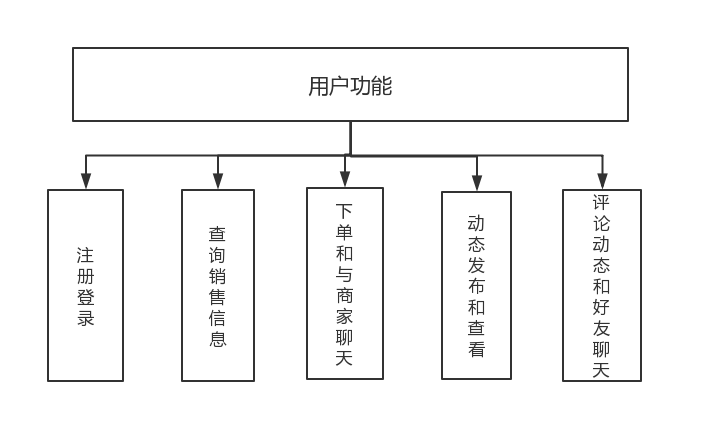 用户功能
注册登录
查询销售信息
下单和与商家聊天
动态发布和查看
评论动态和好友聊天